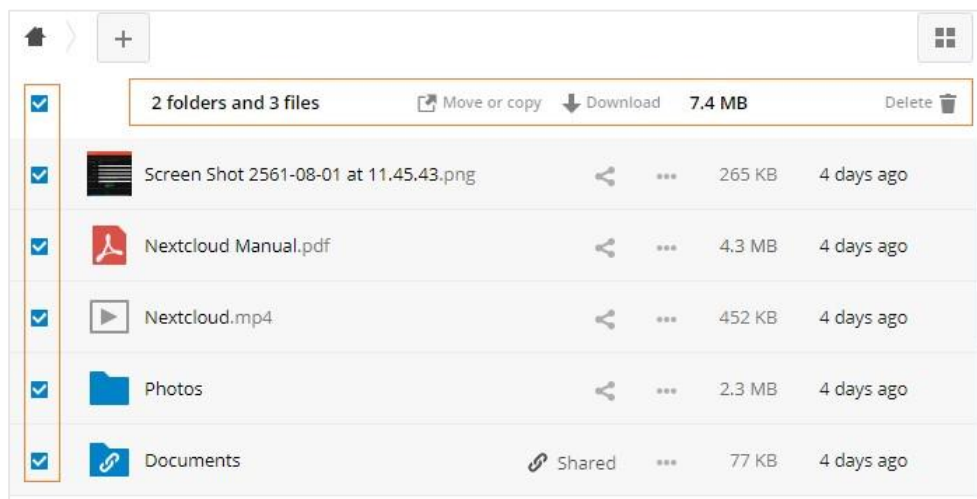 2 folders and 3 files Move or copy Download 7.4 MB Delete
Screen Shot 2561-08-01 at 11.45.43.png 265 KB 4 days ago
Nextcloud Manual.pdf 4.3 MB 4 days ago
Nextcloud.mp4 452 KB 4 days ago
Photos 2.3 MB 4 days ago
Documents Shared 77 KB 4 days ago